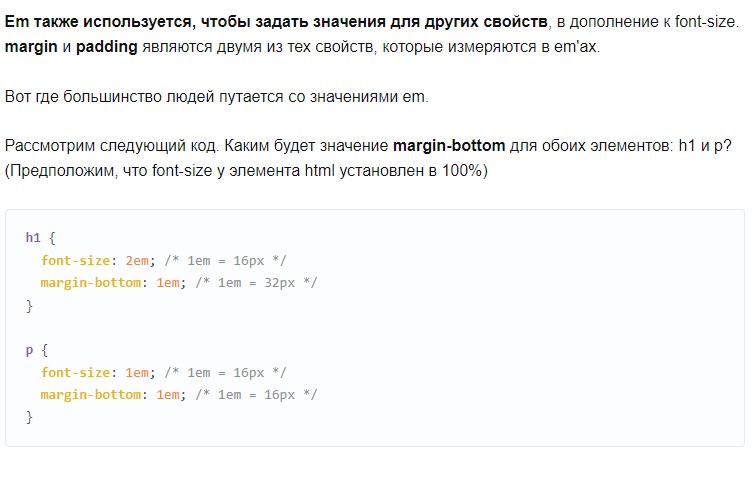 Em также используется, чтобы задать значения для других свойств, в дополнение к font-size.
margin и padding являются двумя из тех свойств, которые измеряются в em'ах.
Вот где большинство людей путается со значениями em.
Рассмотрим следующий код. Каким будет значение margin-bottom для обоих элементов: h1 и p?
(Предположим, что font-size у элемента html установлен в 100%)
h1 {
  font-size: 2em; /* 1em = 16px */
  margin-bottom: 1em; /* 1em = 32px */
}
p {
  font-size: 1em; /* 1em = 16px */
  margin-bottom: 1em; /* 1em = 16px */
}